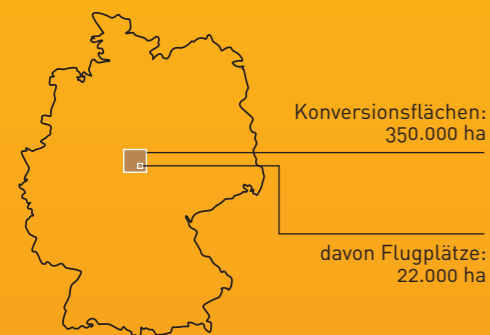 Konversionsflächen:
350.000 ha
davon Flugplätze:
22.000 ha